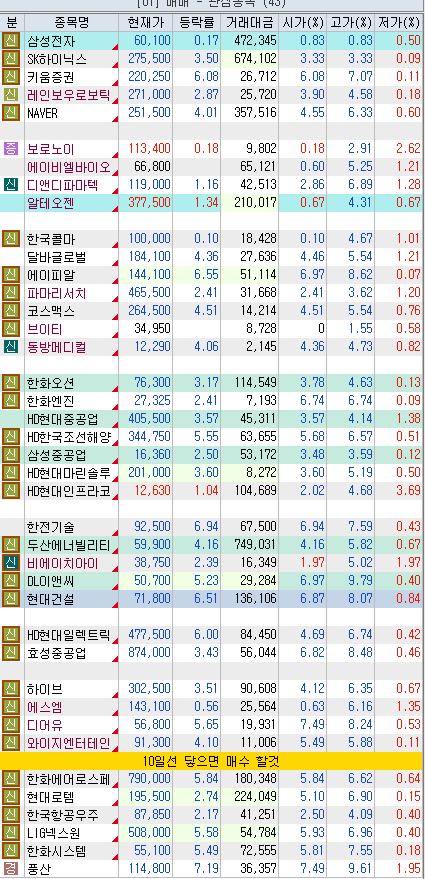 [01] 매매 - 관심종목 (43)
분 종목명 현재가 등락률 거래대금 시가(%) 고가(%) 저가(%)
신 삼성전자 60,100 0.17 472,345 0.83 0.83 0.50
신 SK하이닉스 275,500 3.50 674,102 3.33 3.33 0.09
신 키움증권 220,250 6.08 26,712 6.08 7.07 0.11
신 레인보우로보틱 271,000 2.87 25,720 3.90 4.58 0.18
신 NAVER 251,500 4.01 357,516 4.55 6.33 0.60
증 보로노이 113,400 0.18 9,802 0.18 2.91 2.62
에이비엘바이오 66,800 65,121 0.60 5.25 1.21
신 디앤디파마텍 119,000 1.16 42,513 2.86 6.89 1.28
알테오젠 377,500 1.34 210,017 0.67 4.31 0.67
신 한국콜마 100,000 0.10 18,428 0.10 4.67 1.01
달바글로벌 184,100 4.36 27,636 4.46 5.54 1.21
신 에이피알 144,100 6.55 51,114 6.97 8.62 0.07
신 파마리서치 465,500 2.41 31,668 2.41 3.62 1.20
신 코스맥스 264,500 4.51 14,214 4.51 5.54 0.76
신 브이티 34,950 8,728 0 1.55 0.58
신 동방메디컬 12,290 4.06 2,145 4.36 4.73 0.82
신 한화오션 76,300 3.17 114,549 3.78 4.63 0.13
신 한화엔진 27,325 2.41 7,193 6.74 6.74 0.09
HD현대중공업 405,500 3.57 45,311 3.57 4.14 1.38
신 HD한국조선해양 344,750 5.55 63,655 5.68 6.57 0.51
신 삼성중공업 16,360 2.50 53,172 3.48 3.59 0.12
신 HD현대마린솔루 201,000 3.60 8,272 3.60 5.19 0.50
신 HD현대인프라코 12,630 1.04 104,689 2.02 4.68 3.69
한전기술 92,500 6.94 67,500 6.94 7.59 0.43
신 두산에너빌리티 59,900 4.16 749,031 4.16 5.82 0.67
신 비에이치아이 38,750 2.39 16,349 1.97 5.02 1.97
신 DL이앤씨 50,700 5.23 29,284 6.97 9.79 0.40
신 현대건설 71,800 6.51 136,106 6.87 8.07 0.84
신 HD현대일렉트릭 477,500 6.00 84,450 4.69 6.74 0.42
신 효성중공업 874,000 3.43 56,044 6.82 8.48 0.46
신 하이브 302,500 3.51 90,608 4.12 6.35 0.67
신 에스엠 143,100 0.56 25,564 0.63 6.16 1.35
신 디어유 56,800 5.65 19,931 7.49 8.24 0.53
신 와이지엔터테인 91,300 4.10 11,006 5.49 5.88 0.11
10일선 닿으면 매수 할것
신 한화에어로스페 790,000 5.84 180,348 5.84 6.62 0.64
신 현대로템 195,500 2.74 224,049 5.10 6.90 0.15
신 한국항공우주 87,850 2.17 41,251 2.50 4.09 0.40
신 LIG넥스원 508,000 5.58 54,784 5.93 6.96 0.40
신 한화시스템 55,100 5.49 72,555 5.81 7.55 0.18
경 풍산 114,800 7.19 36,357 7.49 9.61 1.95